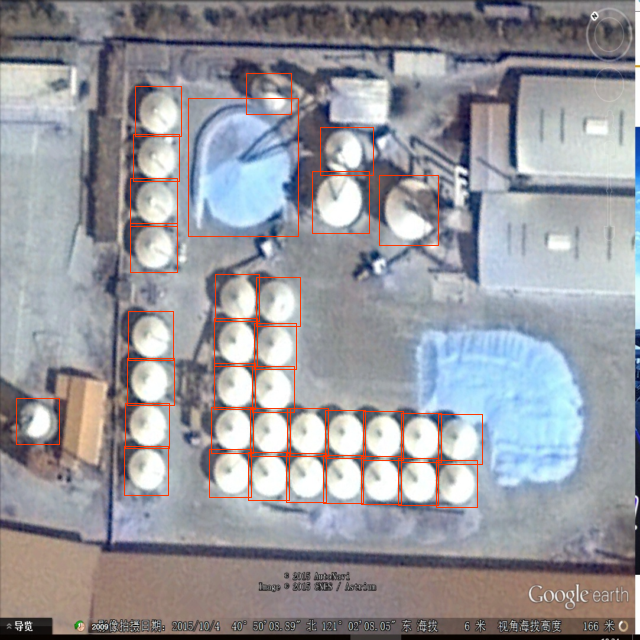 © 2015 AutoNavi
Image © 2015 CNES / Astrium
Google earth
导览
2009
像拍摄日期: 2015/10/4 40°50'08.89" 北 121°02'08.05" 东 海拔 6 米 视角海拔高度 166 米